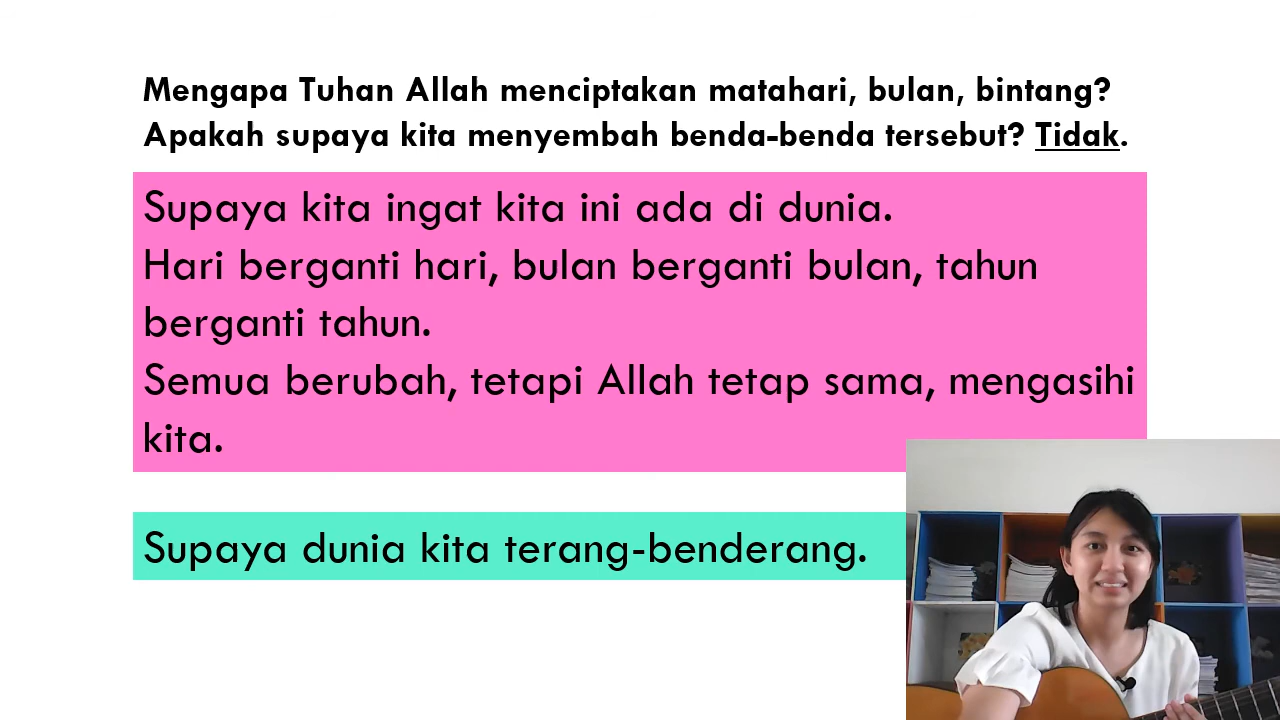 Mengapa Tuhan Allah menciptakan matahari, bulan, bintang?
Apakah supaya kita menyembah benda-benda tersebut? Tidak.
Supaya kita ingat kita ini ada di dunia.
Hari berganti hari, bulan berganti bulan, tahun
berganti tahun.
Semua berubah, tetapi Allah tetap sama, mengasihi
kita.
Supaya dunia kita terang-benderang.